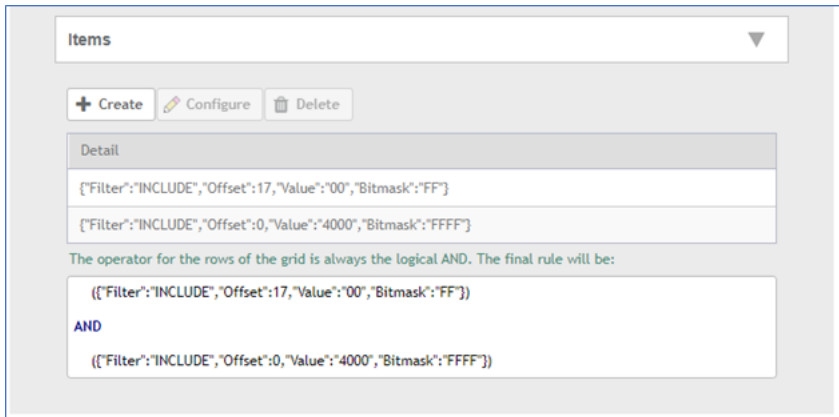 Items
Create Configure Delete
Detail
{"Filter":"INCLUDE","Offset":17,"Value":"00","Bitmask":"FF"}
{"Filter":"INCLUDE","Offset":0,"Value":"4000","Bitmask":"FFFF"}
The operator for the rows of the grid is always the logical AND. The final rule will be:
({"Filter":"INCLUDE","Offset":17,"Value":"00","Bitmask":"FF"})
AND
({"Filter":"INCLUDE","Offset":0,"Value":"4000","Bitmask":"FFFF"})